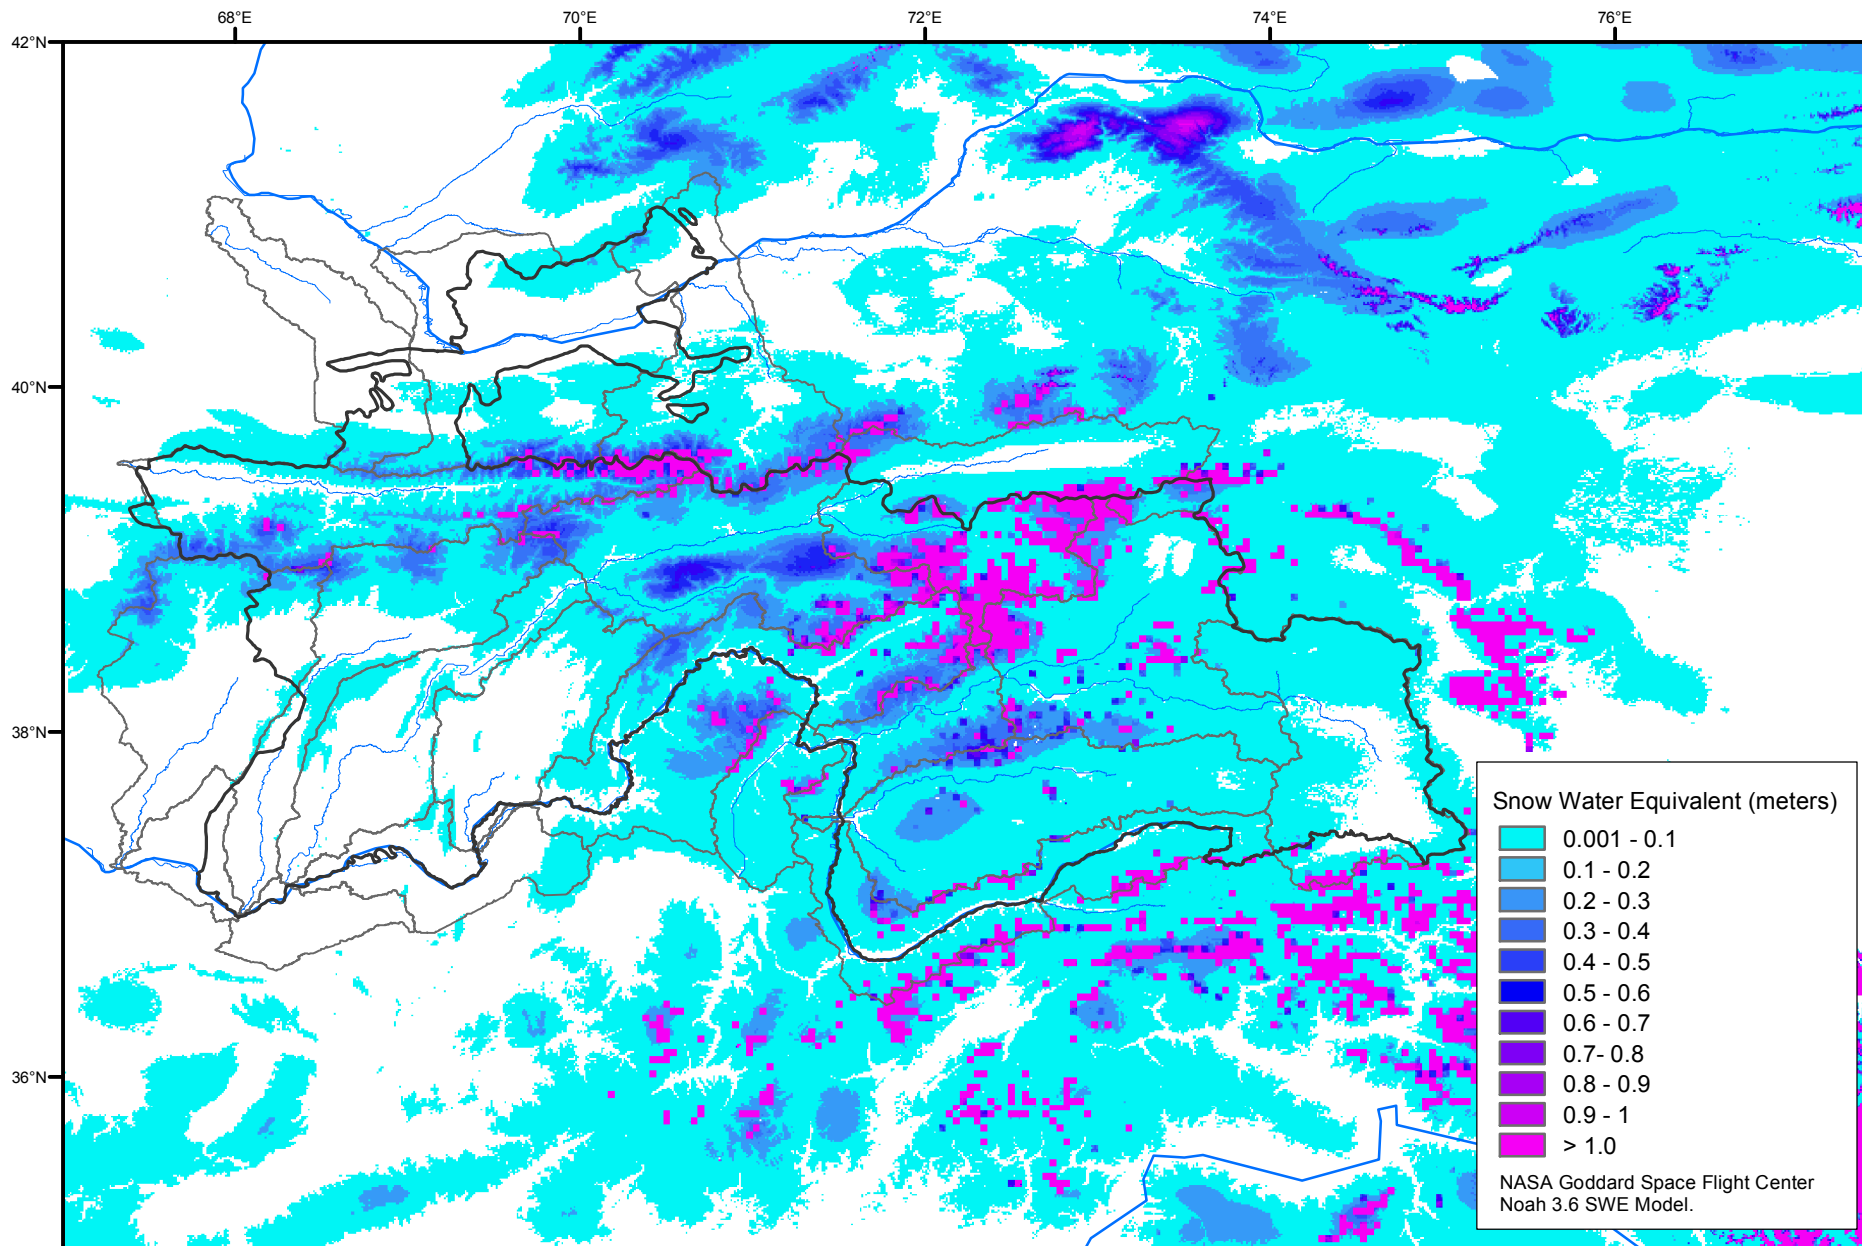 68°E
70°E
72°E
74°E
76°E
42°N
40°N
38°N
36°N
Snow Water Equivalent (meters)
0.001 - 0.1
0.1 - 0.2
0.2 - 0.3
0.3 - 0.4
0.4 - 0.5
0.5 - 0.6
0.6 - 0.7
0.7- 0.8
0.8 - 0.9
0.9 - 1
> 1.0
NASA Goddard Space Flight Center
Noah 3.6 SWE Model.